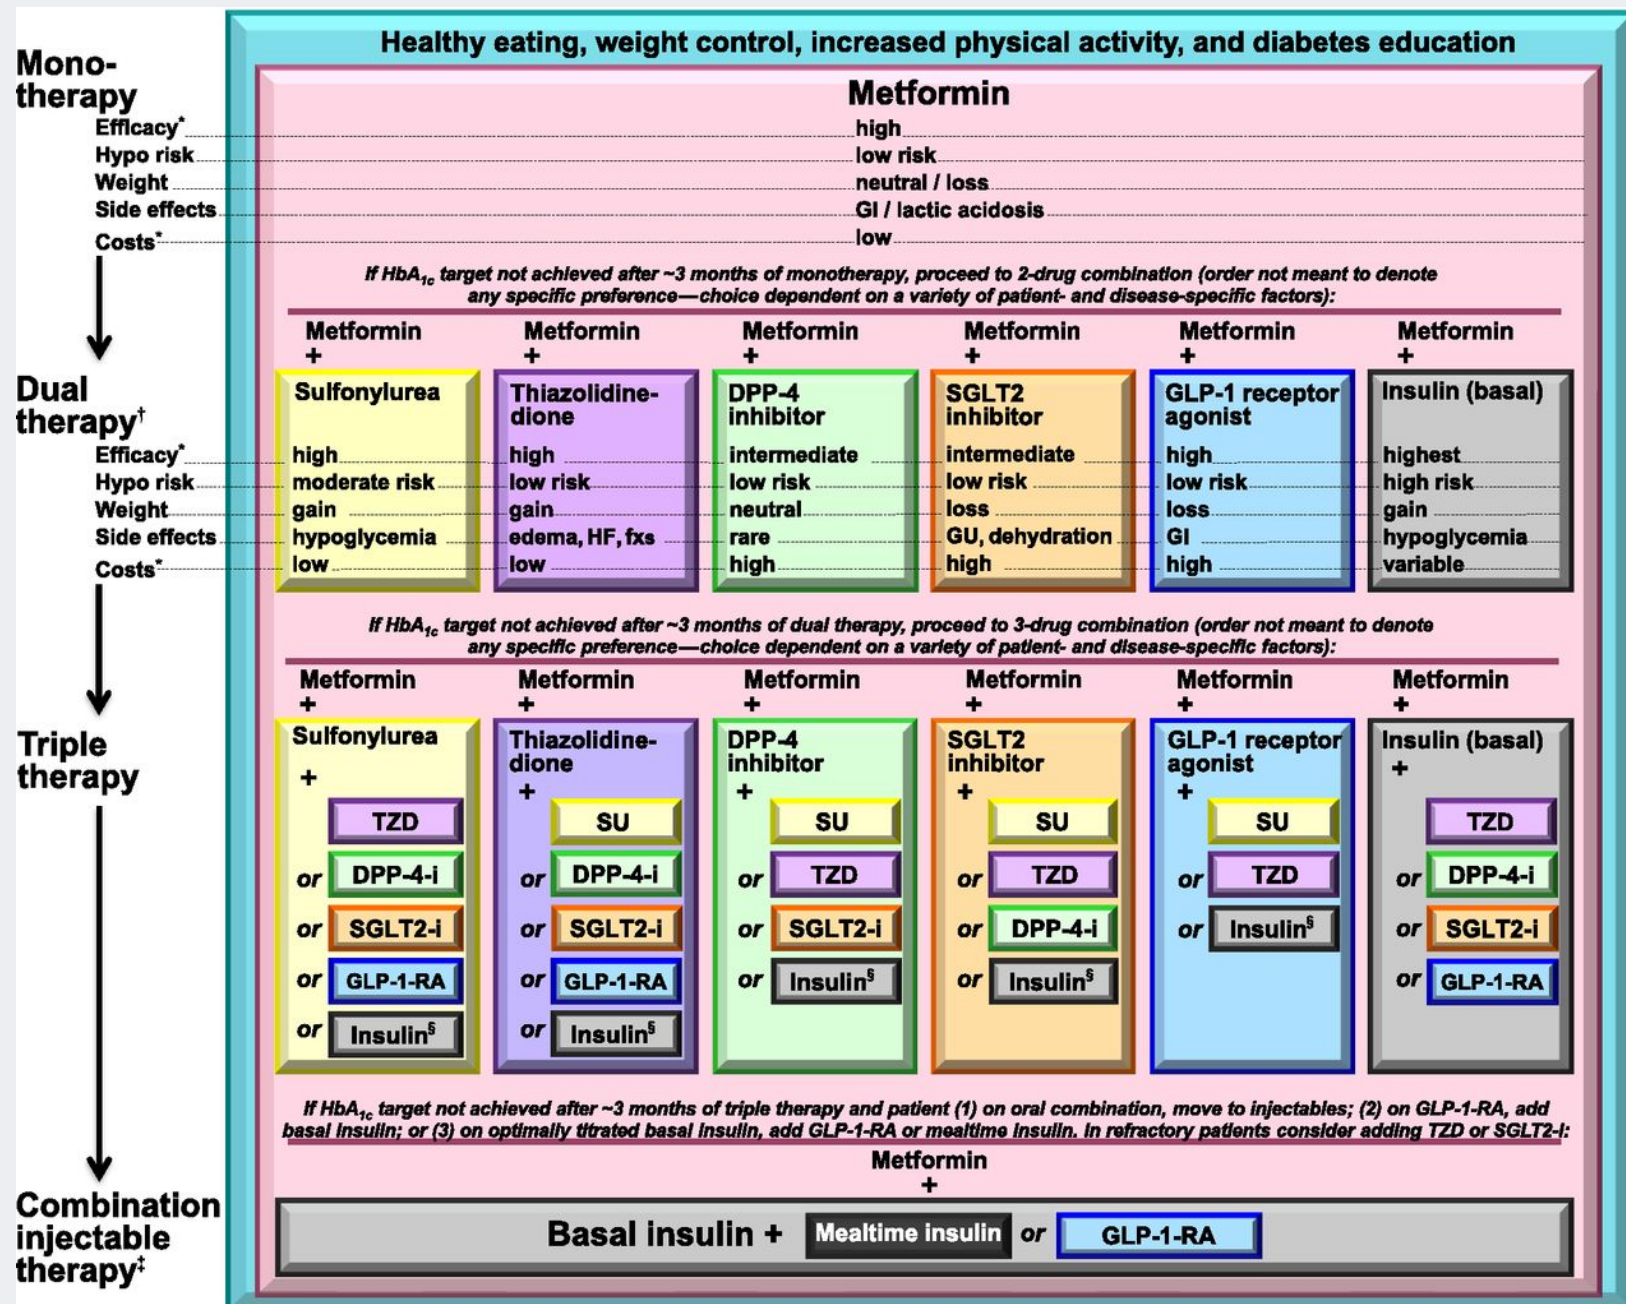 Healthy eating, weight control, increased physical activity, and diabetes education
Mono-
therapy
Metformin
Efficacy* high
Hypo risk low risk
Weight neutral / loss
Side effects GI / lactic acidosis
Costs* low
If HbA1c target not achieved after ~3 months of monotherapy, proceed to 2-drug combination (order not meant to denote
any specific preference—choice dependent on a variety of patient- and disease-specific factors):
Metformin Metformin Metformin Metformin Metformin Metformin
+ + + + + +
Dual
therapy†
Sulfonylurea
Thiazolidine-
dione
DPP-4
inhibitor
SGLT2
inhibitor
GLP-1 receptor
agonist
Insulin (basal)
Efficacy* high high intermediate intermediate high highest
Hypo risk moderate risk low risk low risk low risk low risk high risk
Weight gain gain neutral loss loss gain
Side effects hypoglycemia edema, HF, fxs rare GU, dehydration GI hypoglycemia
Costs* low low high high high variable
If HbA1c target not achieved after ~3 months of dual therapy, proceed to 3-drug combination (order not meant to denote
any specific preference—choice dependent on a variety of patient- and disease-specific factors):
Triple
therapy
Metformin
+
Sulfonylurea
+
TZD
or DPP-4-i
or SGLT2-i
or GLP-1-RA
or Insulin§
Metformin
+
Thiazolidine-
dione
+
SU
or DPP-4-i
or SGLT2-i
or GLP-1-RA
or Insulin§
Metformin
+
DPP-4
inhibitor
+
SU
or TZD
or SGLT2-i
or Insulin§
Metformin
+
SGLT2
inhibitor
+
SU
or TZD
or DPP-4-i
or Insulin§
Metformin
+
GLP-1 receptor
agonist
+
SU
or TZD
or Insulin§
Metformin
+
Insulin (basal)
+
TZD
or DPP-4-i
or SGLT2-i
or GLP-1-RA
If HbA1c target not achieved after ~3 months of triple therapy and patient (1) on oral combination, move to injectables; (2) on GLP-1-RA, add
basal insulin; or (3) on optimally titrated basal insulin, add GLP-1-RA or mealtime insulin. In refractory patients consider adding TZD or SGLT2-i:
Combination
injectable
therapy‡
Metformin
+
Basal insulin + Mealtime insulin or GLP-1-RA